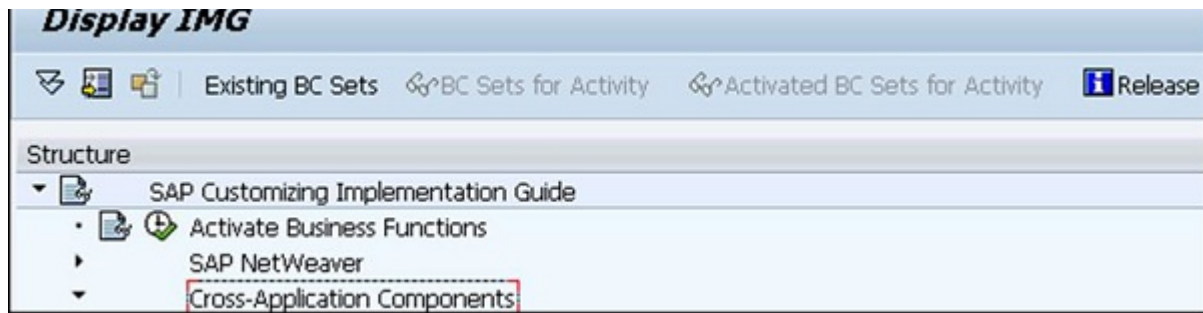 Display IMG
Existing BC Sets BC Sets for Activity Activated BC Sets for Activity Release
Structure
SAP Customizing Implementation Guide
Activate Business Functions
SAP NetWeaver
Cross-Application Components